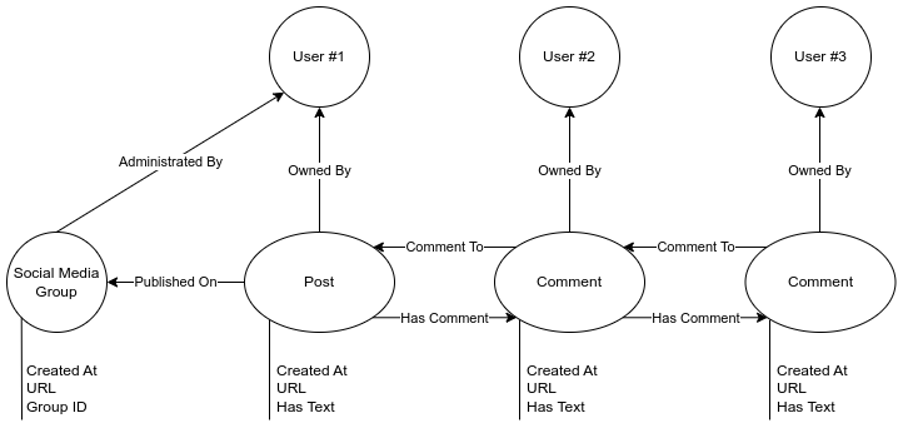 User #1
User #2
User #3
Administrated By
Owned By
Owned By
Owned By
Comment To
Comment To
Social Media
Group
Published On
Post
Comment
Comment
Has Comment
Has Comment
Created At
URL
Group ID
Created At
URL
Has Text
Created At
URL
Has Text
Created At
URL
Has Text